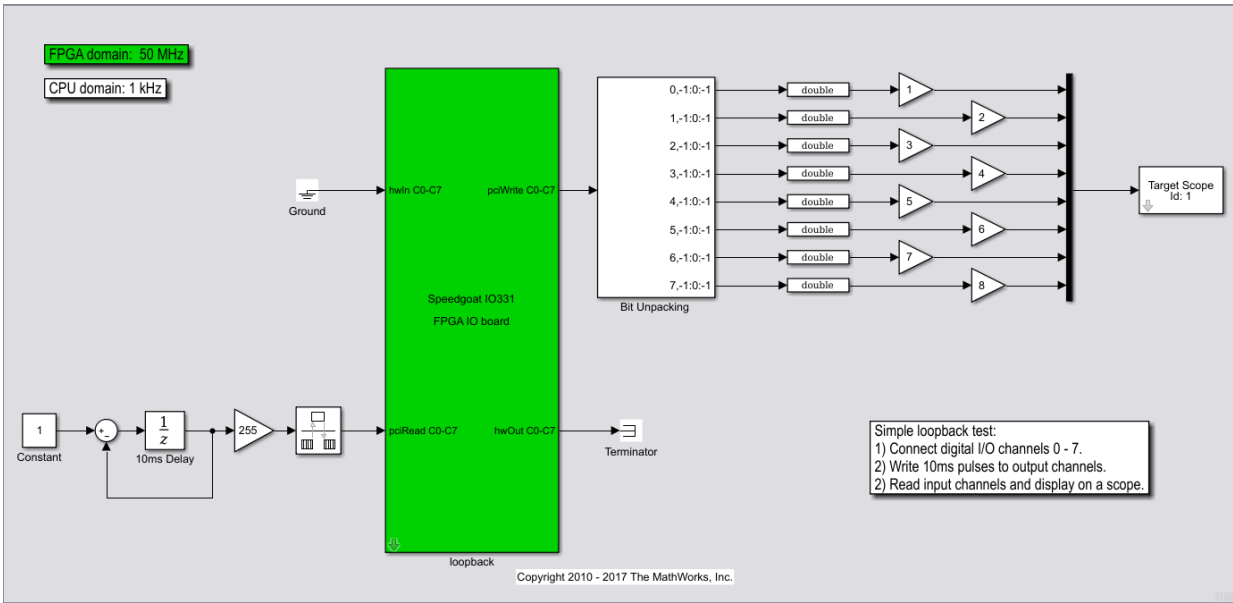 FPGA domain: 50 MHz
CPU domain: 1 kHz
0,-1:0:-1 double 1
1,-1:0:-1 double 2
2,-1:0:-1 double 3
3,-1:0:-1 double 4
4,-1:0:-1 double 5
5,-1:0:-1 double 6
6,-1:0:-1 double 7
7,-1:0:-1 double 8
Bit Unpacking
Target Scope
Id: 1
Ground
hwIn C0-C7
pciWrite C0-C7
Speedgoat IO331
FPGA IO board
pciRead C0-C7
hwOut C0-C7
loopback
1
Constant
+
-
1
z
10ms Delay
255
Terminator
Simple loopback test:
1) Connect digital I/O channels 0 - 7.
2) Write 10ms pulses to output channels.
2) Read input channels and display on a scope.
Copyright 2010 - 2017 The MathWorks, Inc.